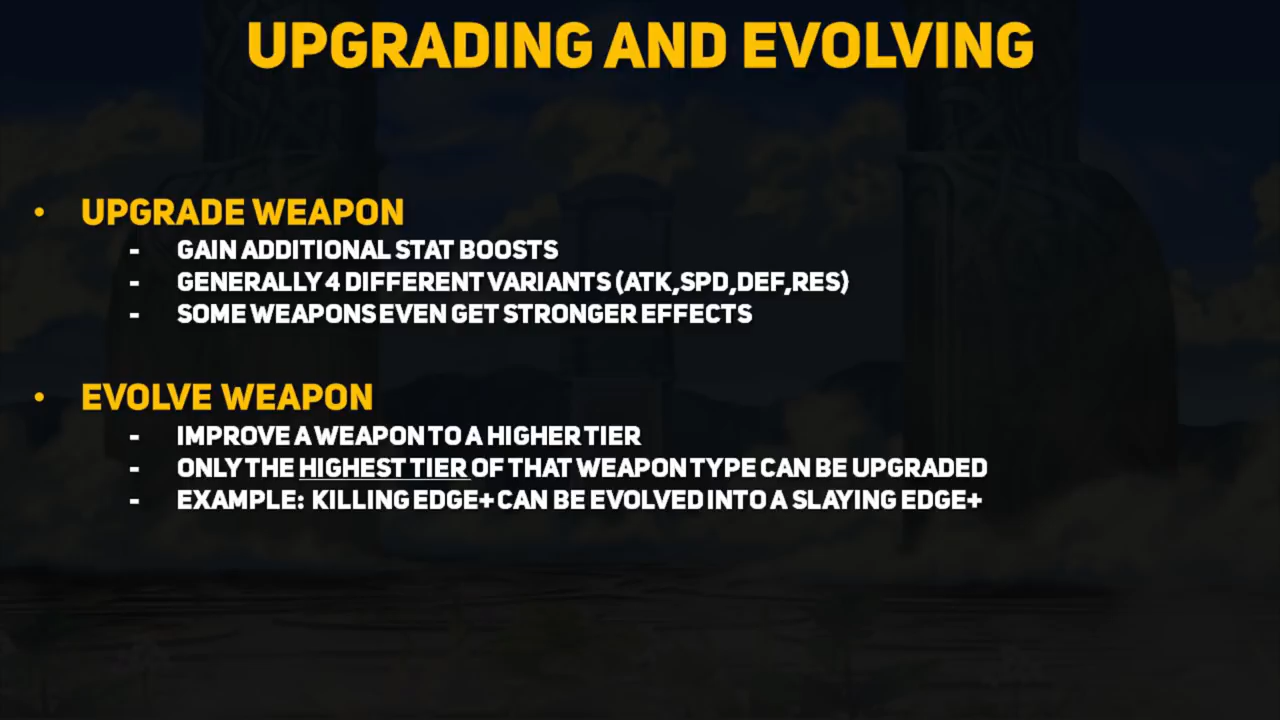 UPGRADING AND EVOLVING
• UPGRADE WEAPON
- GAIN ADDITIONAL STAT BOOSTS
- GENERALLY 4 DIFFERENT VARIANTS (ATK,SPD,DEF,RES)
- SOME WEAPONS EVEN GET STRONGER EFFECTS
• EVOLVE WEAPON
- IMPROVE A WEAPON TO A HIGHER TIER
- ONLY THE HIGHEST TIER OF THAT WEAPON TYPE CAN BE UPGRADED
- EXAMPLE: KILLING EDGE+ CAN BE EVOLVED INTO A SLAYING EDGE+